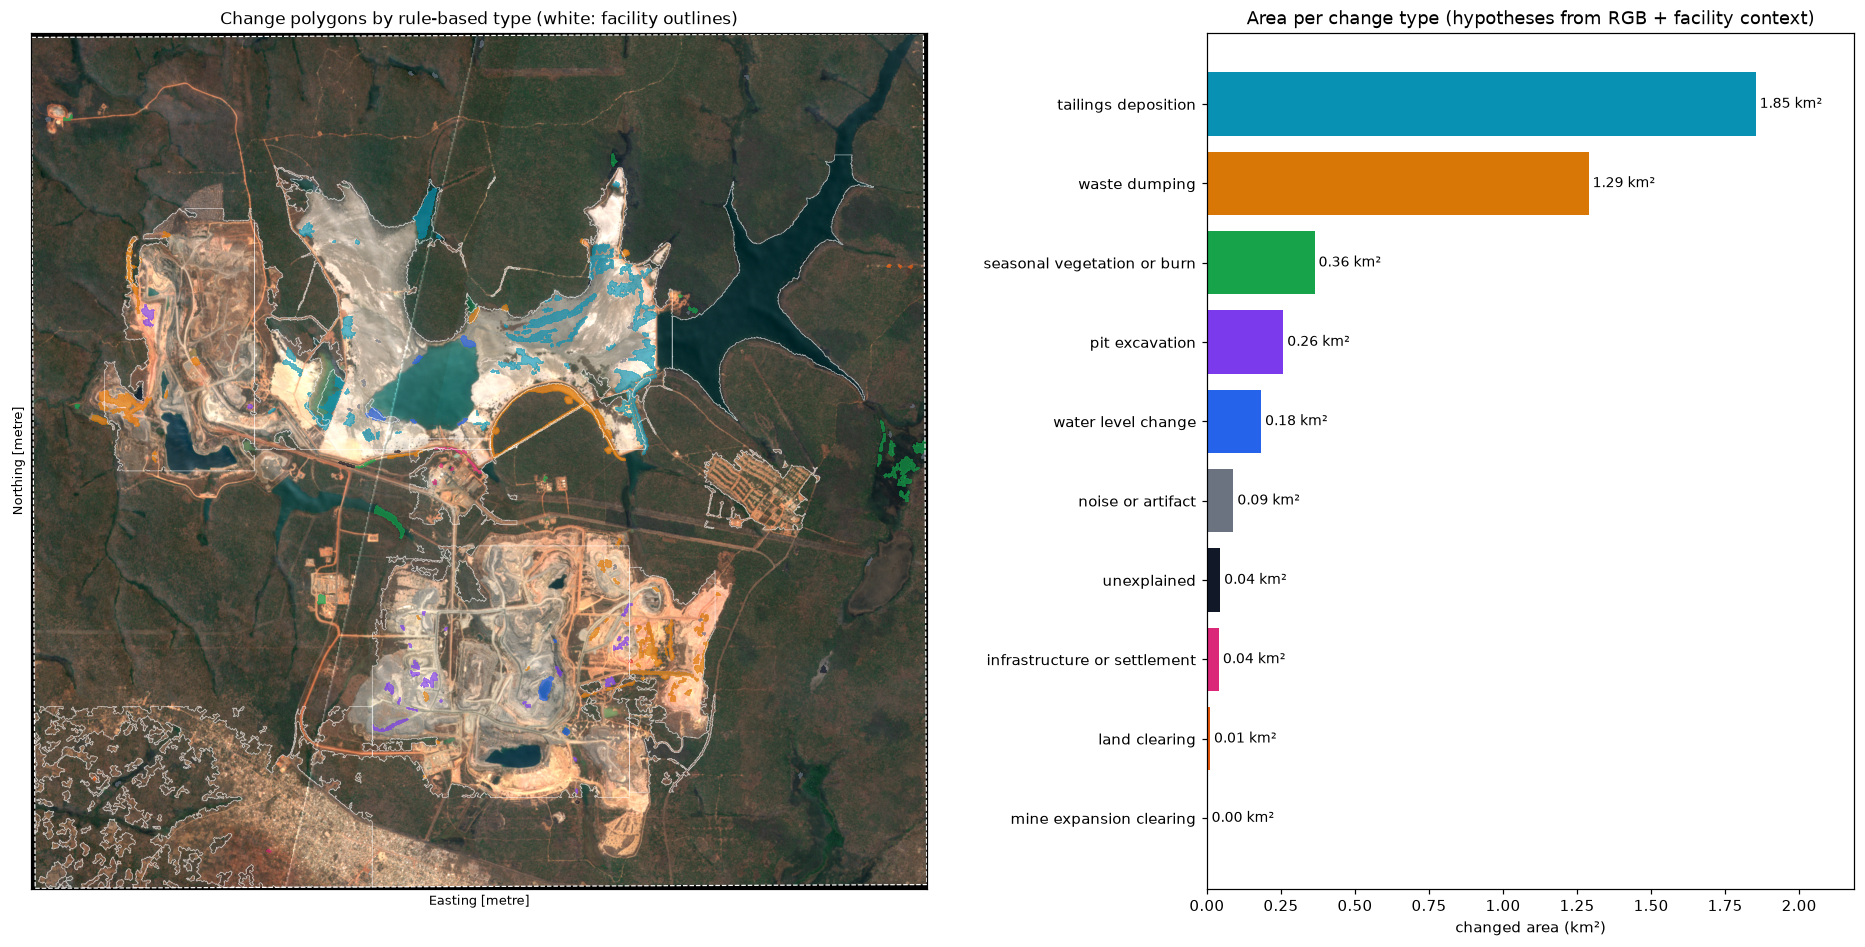 Change polygons by rule-based type (white: facility outlines)
Northing [metre]
Easting [metre]
Area per change type (hypotheses from RGB + facility context)
tailings deposition
1.85 km²
waste dumping
1.29 km²
seasonal vegetation or burn
0.36 km²
pit excavation
0.26 km²
water level change
0.18 km²
noise or artifact
0.09 km²
unexplained
0.04 km²
infrastructure or settlement
0.04 km²
land clearing
0.01 km²
mine expansion clearing
0.00 km²
0.00 0.25 0.50 0.75 1.00 1.25 1.50 1.75 2.00
changed area (km²)